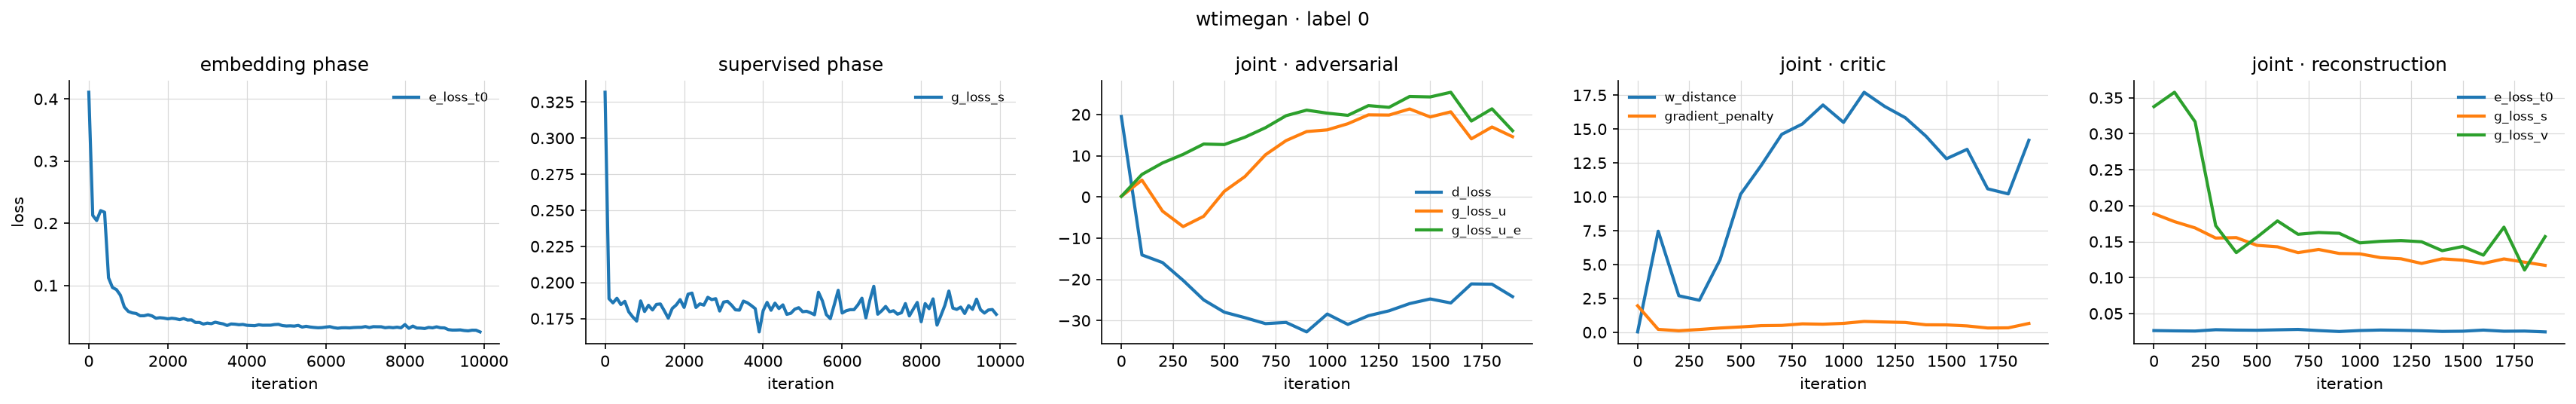 wtimegan · label 0
embedding phase
loss
0.4
0.3
0.2
0.1
e_loss_t0
0 2000 4000 6000 8000 10000
iteration
supervised phase
0.325
0.300
0.275
0.250
0.225
0.200
0.175
g_loss_s
0 2000 4000 6000 8000 10000
iteration
joint · adversarial
20
10
0
−10
−20
−30
d_loss
g_loss_u
g_loss_u_e
0 250 500 750 1000 1250 1500 1750
iteration
joint · critic
17.5
15.0
12.5
10.0
7.5
5.0
2.5
0.0
w_distance
gradient_penalty
0 250 500 750 1000 1250 1500 1750
iteration
joint · reconstruction
0.35
0.30
0.25
0.20
0.15
0.10
0.05
e_loss_t0
g_loss_s
g_loss_v
0 250 500 750 1000 1250 1500 1750
iteration